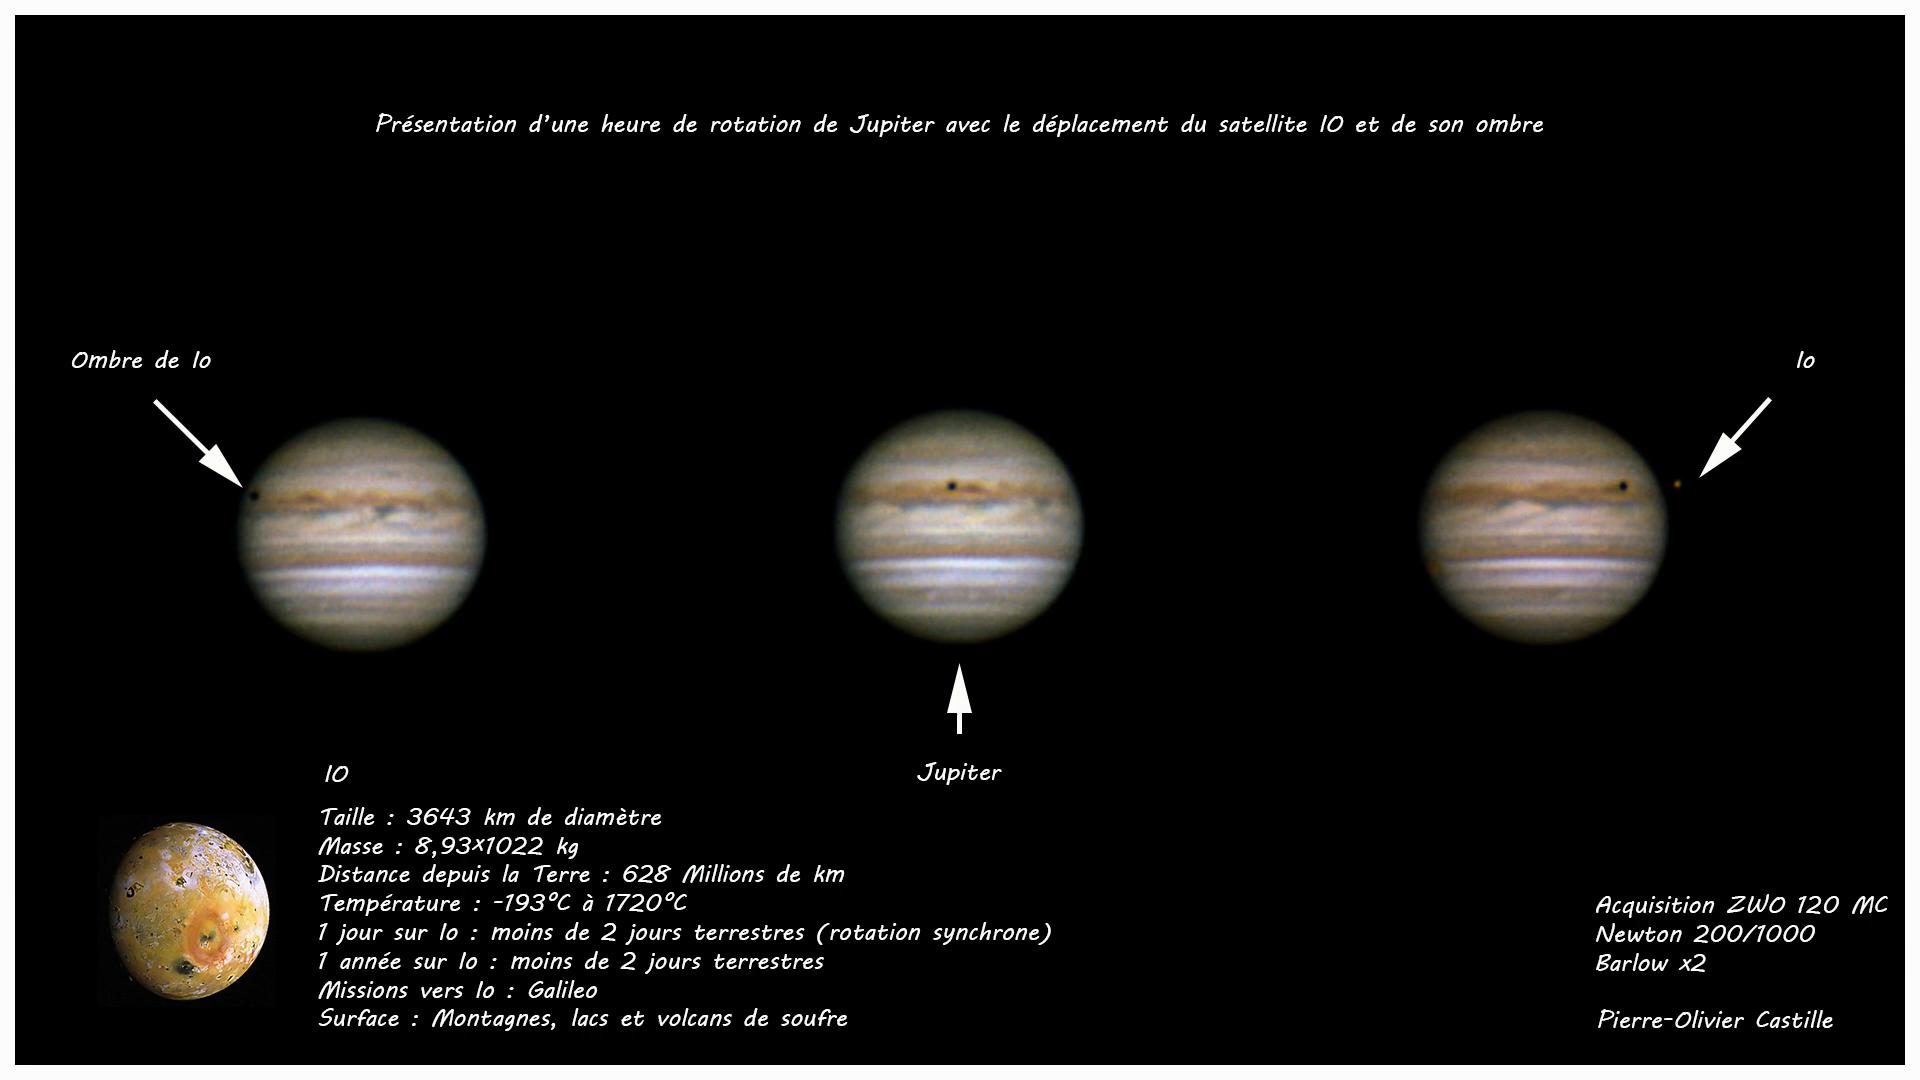 Présentation d'une heure de rotation de Jupiter avec le déplacement du satellite IO et de son ombre
Ombre de Io
Io
Jupiter
IO
Taille : 3643 km de diamètre
Masse : 8,93x1022 kg
Distance depuis la Terre : 628 Millions de km
Température : -193°C à 1720°C
1 jour sur Io : moins de 2 jours terrestres (rotation synchrone)
1 année sur Io : moins de 2 jours terrestres
Missions vers Io : Galileo
Surface : Montagnes, lacs et volcans de soufre
Acquisition ZWO 120 MC
Newton 200/1000
Barlow x2
Pierre-Olivier Castille